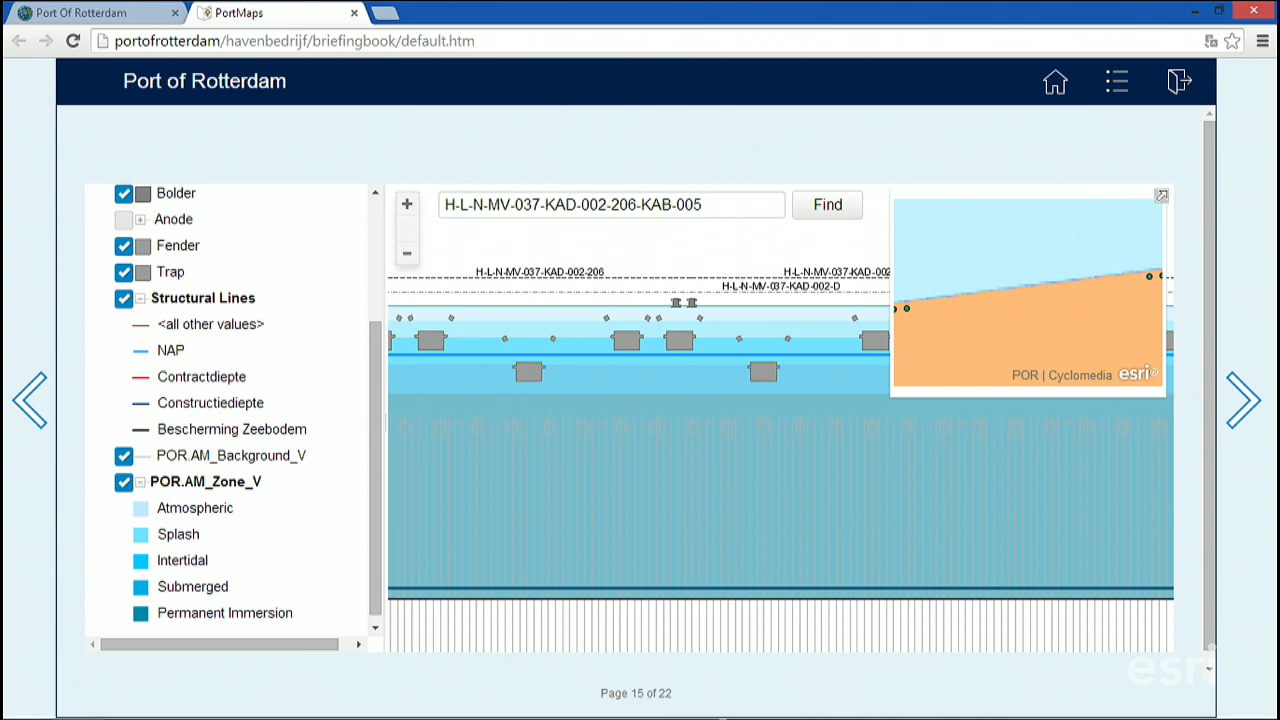 Port Of Rotterdam
PortMaps
portofrotterdam/havenbedrijf/briefingbook/default.htm
Port of Rotterdam
Bolder
Anode
Fender
Trap
Structural Lines
<all other values>
NAP
Contractdiepte
Constructiediepte
Bescherming Zeebodem
POR.AM_Background_V
POR.AM_Zone_V
Atmospheric
Splash
Intertidal
Submerged
Permanent Immersion
H-L-N-MV-037-KAD-002-206-KAB-005
Find
H-L-N-MV-037-KAD-002-206
H-L-N-MV-037-KAD-002
H-L-N-MV-037-KAD-002-D
POR | Cyclomedia esri
esri
Page 15 of 22